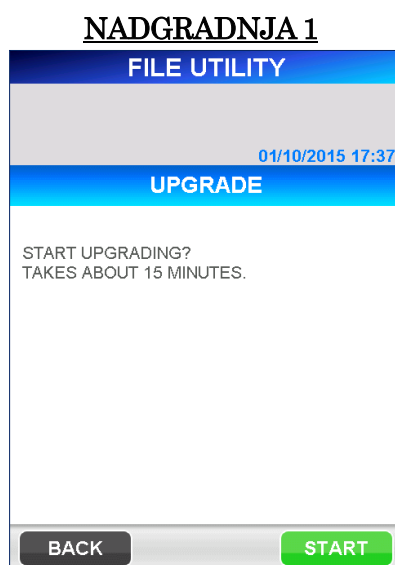 NADGRADNJA 1
FILE UTILITY
01/10/2015 17:37
UPGRADE
START UPGRADING?
TAKES ABOUT 15 MINUTES.
BACK
START